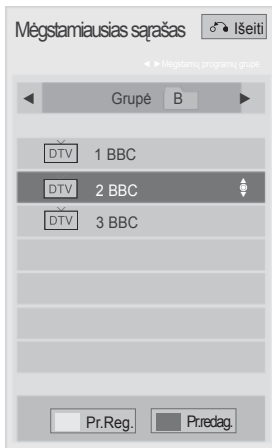 Mėgstamiausias sąrašas Išeiti
◄ ►Mėgstamų programų grupė
◄ Grupė B ►
DTV 1 BBC
DTV 2 BBC
DTV 3 BBC
Pr.Reg. Pr.redag.